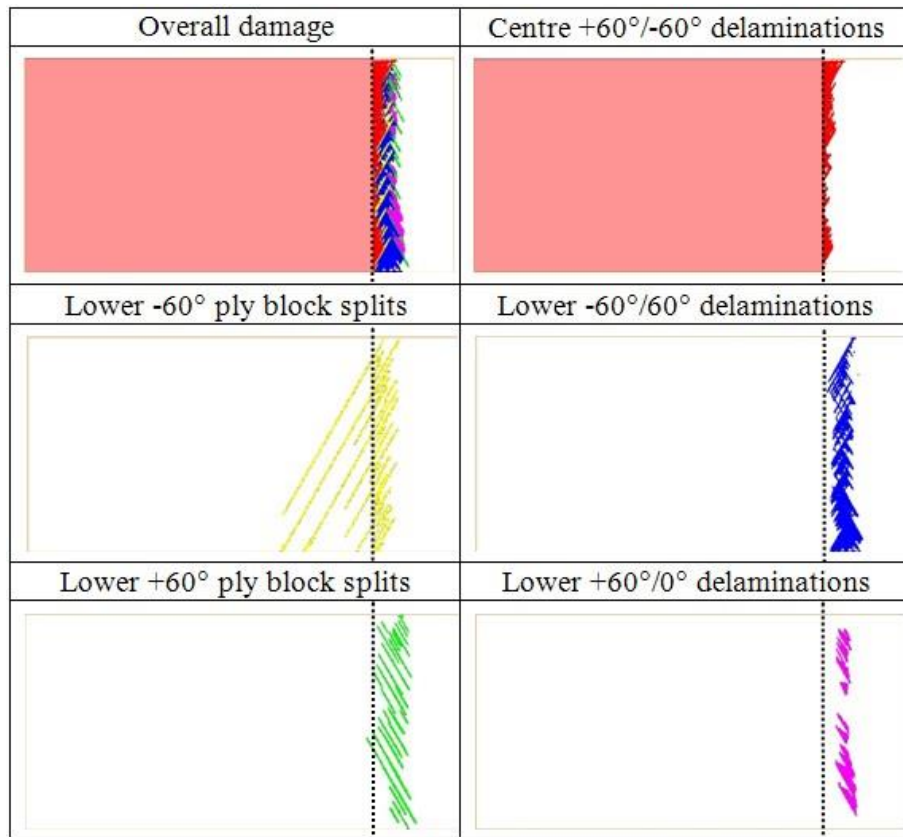 Overall damage
Centre +60°/-60° delaminations
Lower -60° ply block splits
Lower -60°/60° delaminations
Lower +60° ply block splits
Lower +60°/0° delaminations